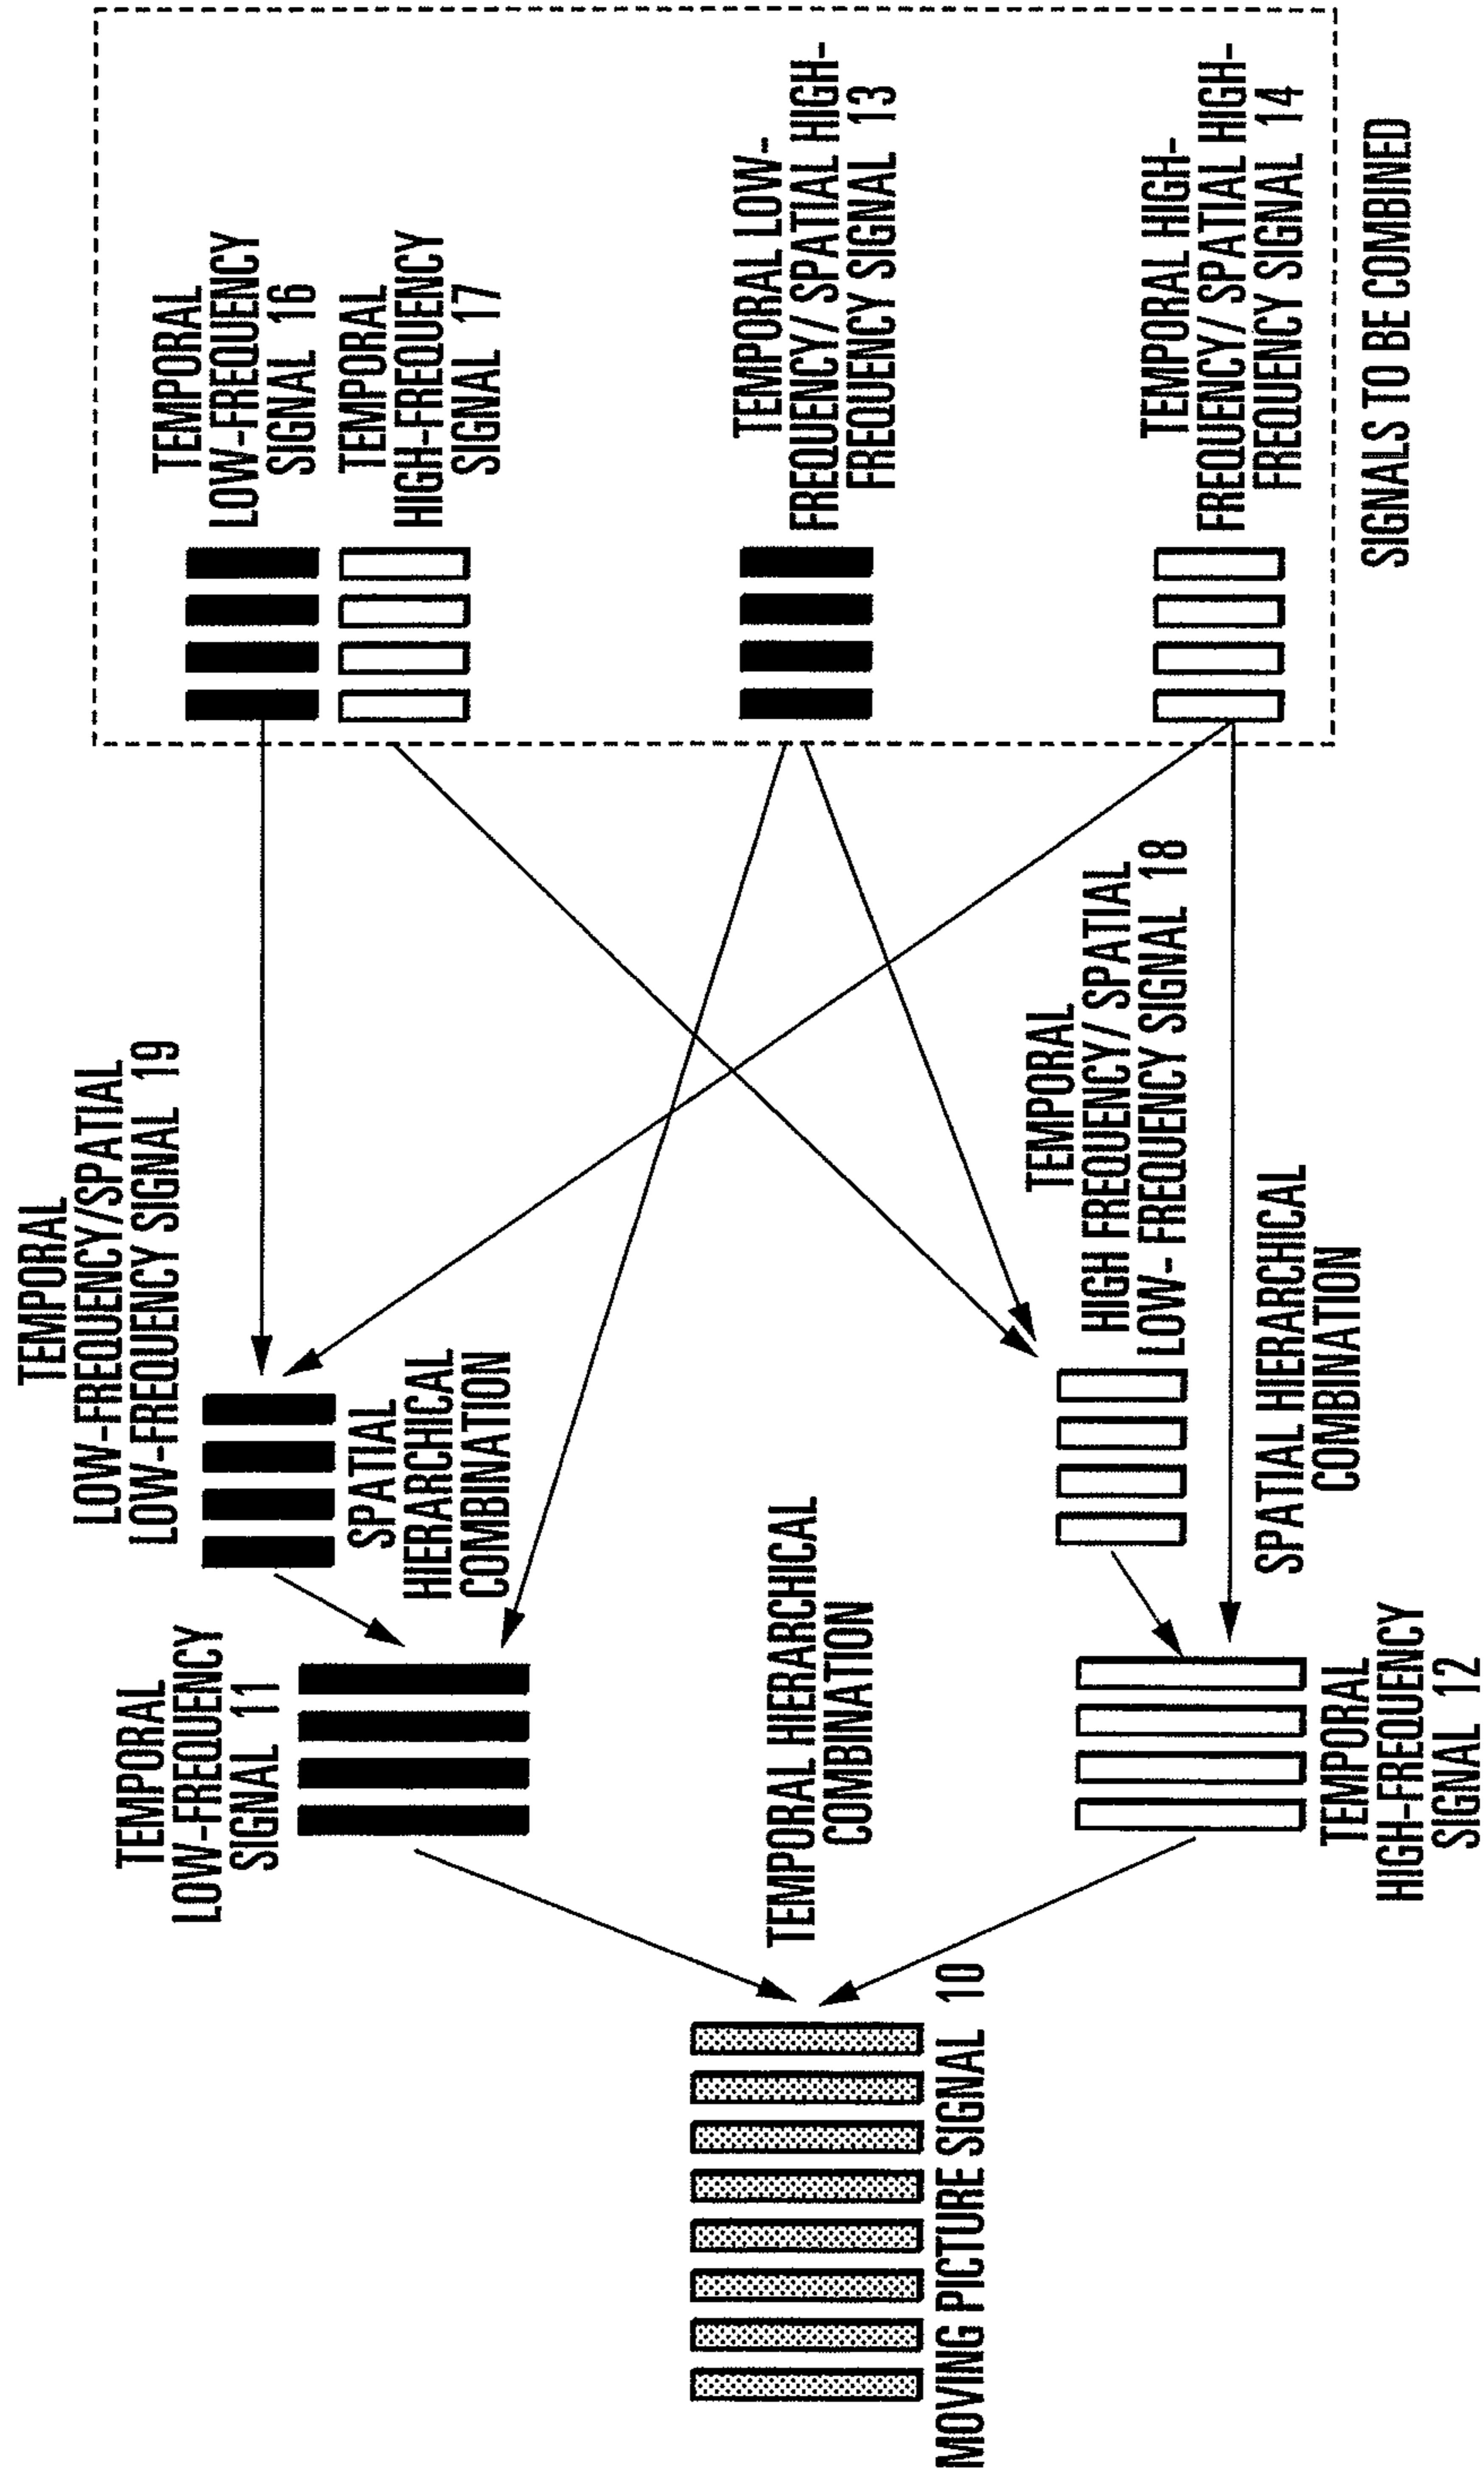 TEMPORAL
LOW-FREQUENCY/SPATIAL
LOW-FREQUENCY SIGNAL 19
TEMPORAL
LOW-FREQUENCY
SIGNAL 11
TEMPORAL
LOW-FREQUENCY
SIGNAL 16
TEMPORAL
HIGH-FREQUENCY
SIGNAL 17
SPATIAL
HIERARCHICAL
COMBINATION
TEMPORAL LOW-
FREQUENCY/ SPATIAL HIGH-
FREQUENCY SIGNAL 13
TEMPORAL HIERARCHICAL
COMBINATION
MOVING PICTURE SIGNAL 10
TEMPORAL
HIGH FREQUENCY/ SPATIAL
LOW- FREQUENCY SIGNAL 18
TEMPORAL HIGH-
FREQUENCY/ SPATIAL HIGH-
FREQUENCY SIGNAL 14
SPATIAL HIERARCHICAL
COMBINATION
TEMPORAL
HIGH-FREQUENCY
SIGNAL 12
SIGNALS TO BE COMBINED